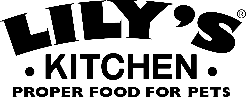 LILY'S®
• KITCHEN •
PROPER FOOD FOR PETS